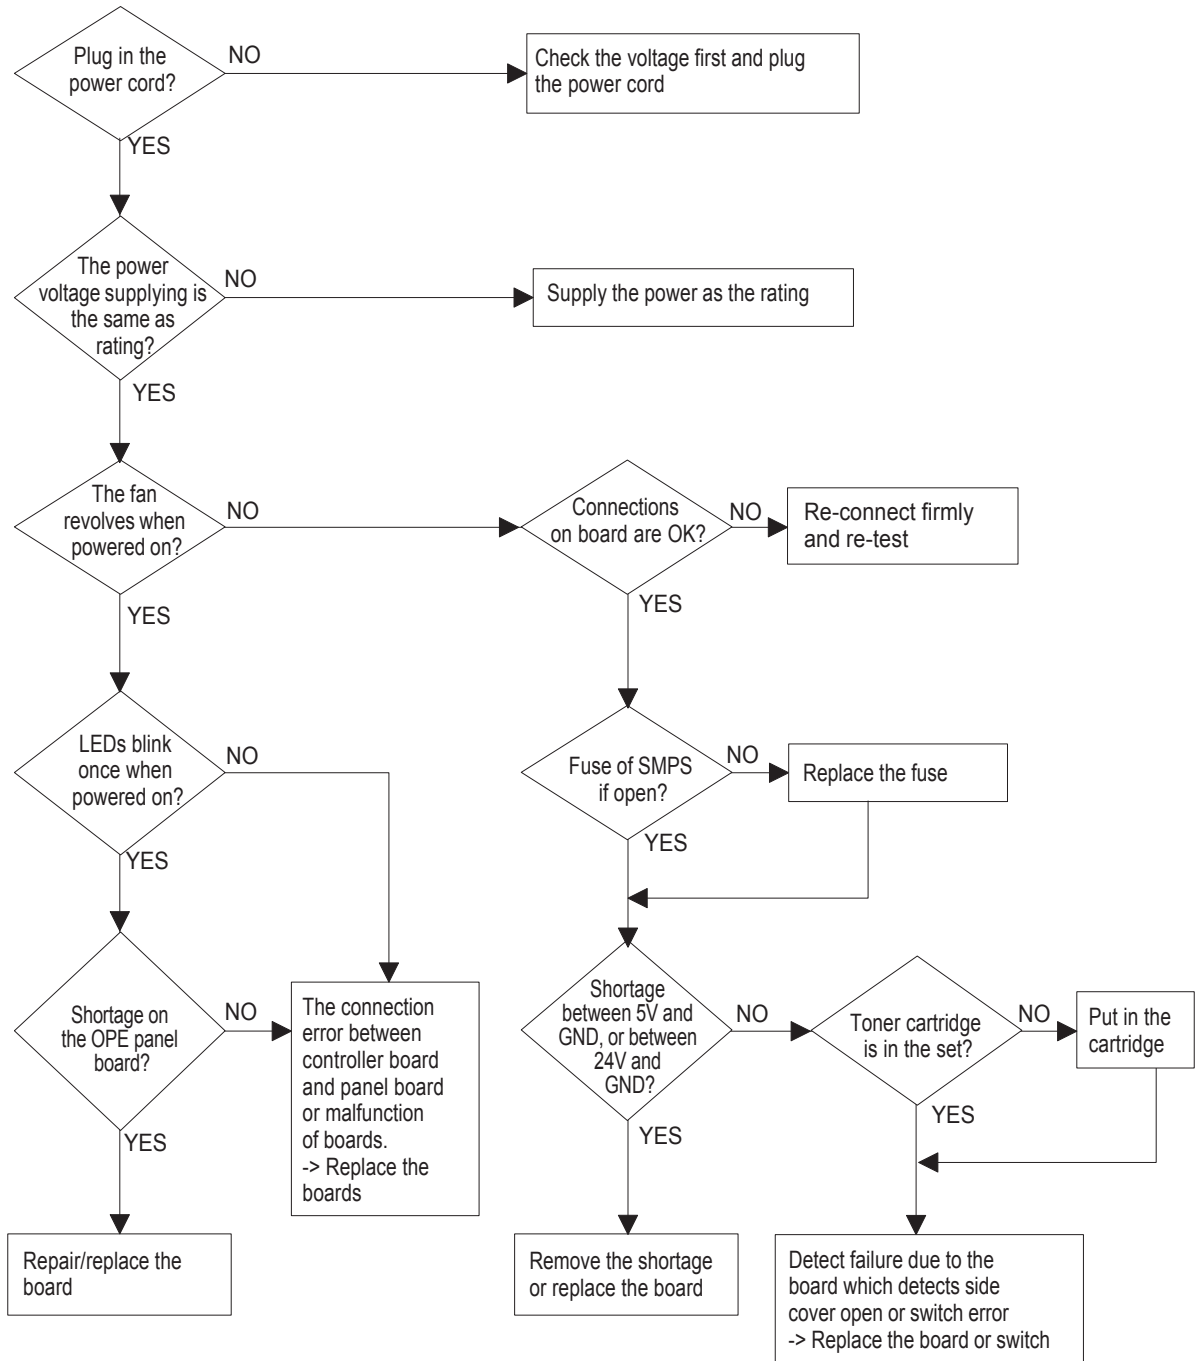 Plug in the
power cord?
NO
Check the voltage first and plug
the power cord
YES
The power
voltage supplying is
the same as
rating?
NO
Supply the power as the rating
YES
The fan
revolves when
powered on?
NO
Connections
on board are OK?
NO
Re-connect firmly
and re-test
YES
YES
LEDs blink
once when
powered on?
NO
Fuse of SMPS
if open?
NO
Replace the fuse
YES
YES
Shortage on
the OPE panel
board?
NO
The connection
error between
controller board
and panel board
or malfunction
of boards.
-> Replace the
boards
Shortage
between 5V and
GND, or between
24V and
GND?
NO
Toner cartridge
is in the set?
NO
Put in the
cartridge
YES
YES
YES
Repair/replace the
board
Remove the shortage
or replace the board
Detect failure due to the
board which detects side
cover open or switch error
-> Replace the board or switch